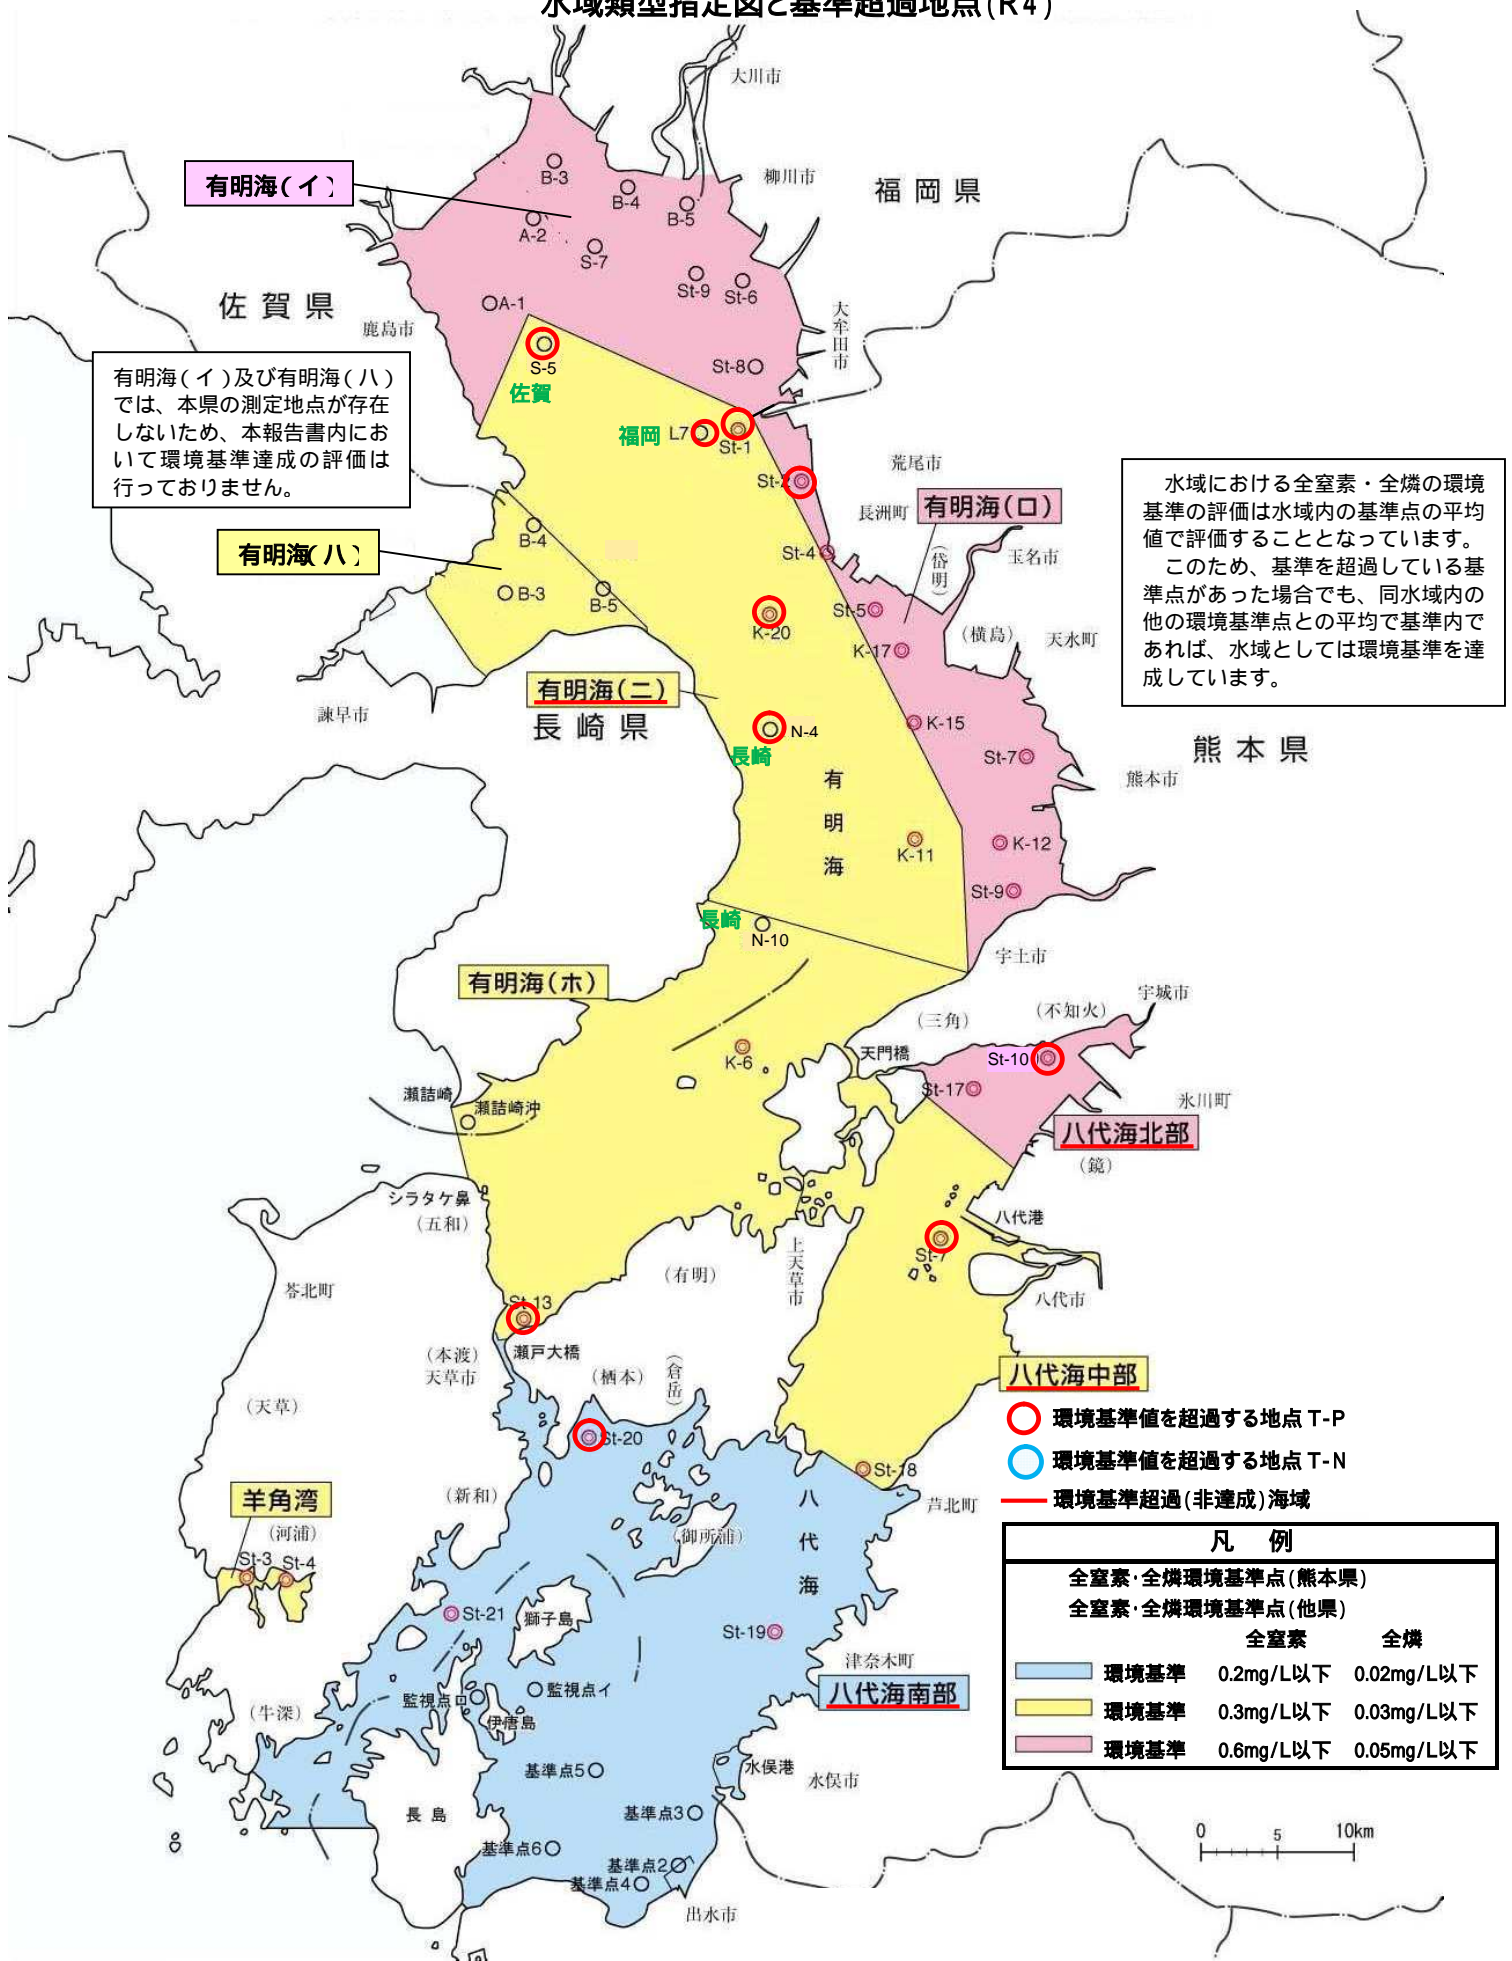 水域類型指定図と基準超過地点(R4)
大川市
柳川市
福岡県
有明海(イ)
B-3
B-4
B-5
A-2
S-7
St-9
St-6
A-1
佐賀県
鹿島市
大牟田市
S-5
佐賀
St-8
有明海(イ)及び有明海(ハ)
では、本県の測定地点が存在
しないため、本報告書内にお
いて環境基準達成の評価は
行っておりません。
福岡
L7
St-1
St-2
荒尾市
長洲町
有明海(ロ)
水域における全窒素・全燐の環境
基準の評価は水域内の基準点の平均
値で評価することとなっています。
このため、基準を超過している基
準点があった場合でも、同水域内の
他の環境基準点との平均で基準内で
あれば、水域としては環境基準を達
成しています。
有明海(ハ)
B-4
B-3
B-5
St-4
(岱明)
玉名市
St-5
K-20
K-17
(横島)
天水町
有明海(ニ)
諫早市
長崎県
N-4
長崎
K-15
St-7
熊本県
熊本市
有明海
K-11
K-12
St-9
長崎
N-10
宇土市
有明海(ホ)
宇城市
(不知火)
(三角)
K-6
天門橋
St-10
St-17
氷川町
瀬詰崎
瀬詰崎沖
八代海北部
(鏡)
シラタケ鼻
(五和)
八代港
St-7
上天草市
(有明)
苓北町
八代市
St-13
瀬戸大橋
(本渡)
天草市
(栖本)
(倉岳)
八代海中部
(天草)
環境基準値を超過する地点 T-P
St-20
環境基準値を超過する地点 T-N
St-18
環境基準超過(非達成)海域
羊角湾
(河浦)
(新和)
芦北町
八代海
(御所浦)
St-3
St-4
凡 例
全窒素・全燐環境基準点(熊本県)
全窒素・全燐環境基準点(他県)
全窒素 全燐
環境基準 0.2mg/L以下 0.02mg/L以下
環境基準 0.3mg/L以下 0.03mg/L以下
環境基準 0.6mg/L以下 0.05mg/L以下
St-21
獅子島
St-19
津奈木町
八代海南部
監視点ロ
監視点イ
伊唐島
(牛深)
基準点5
水俣港
水俣市
長島
基準点3
基準点6
基準点2
基準点4
出水市
0 5 10km